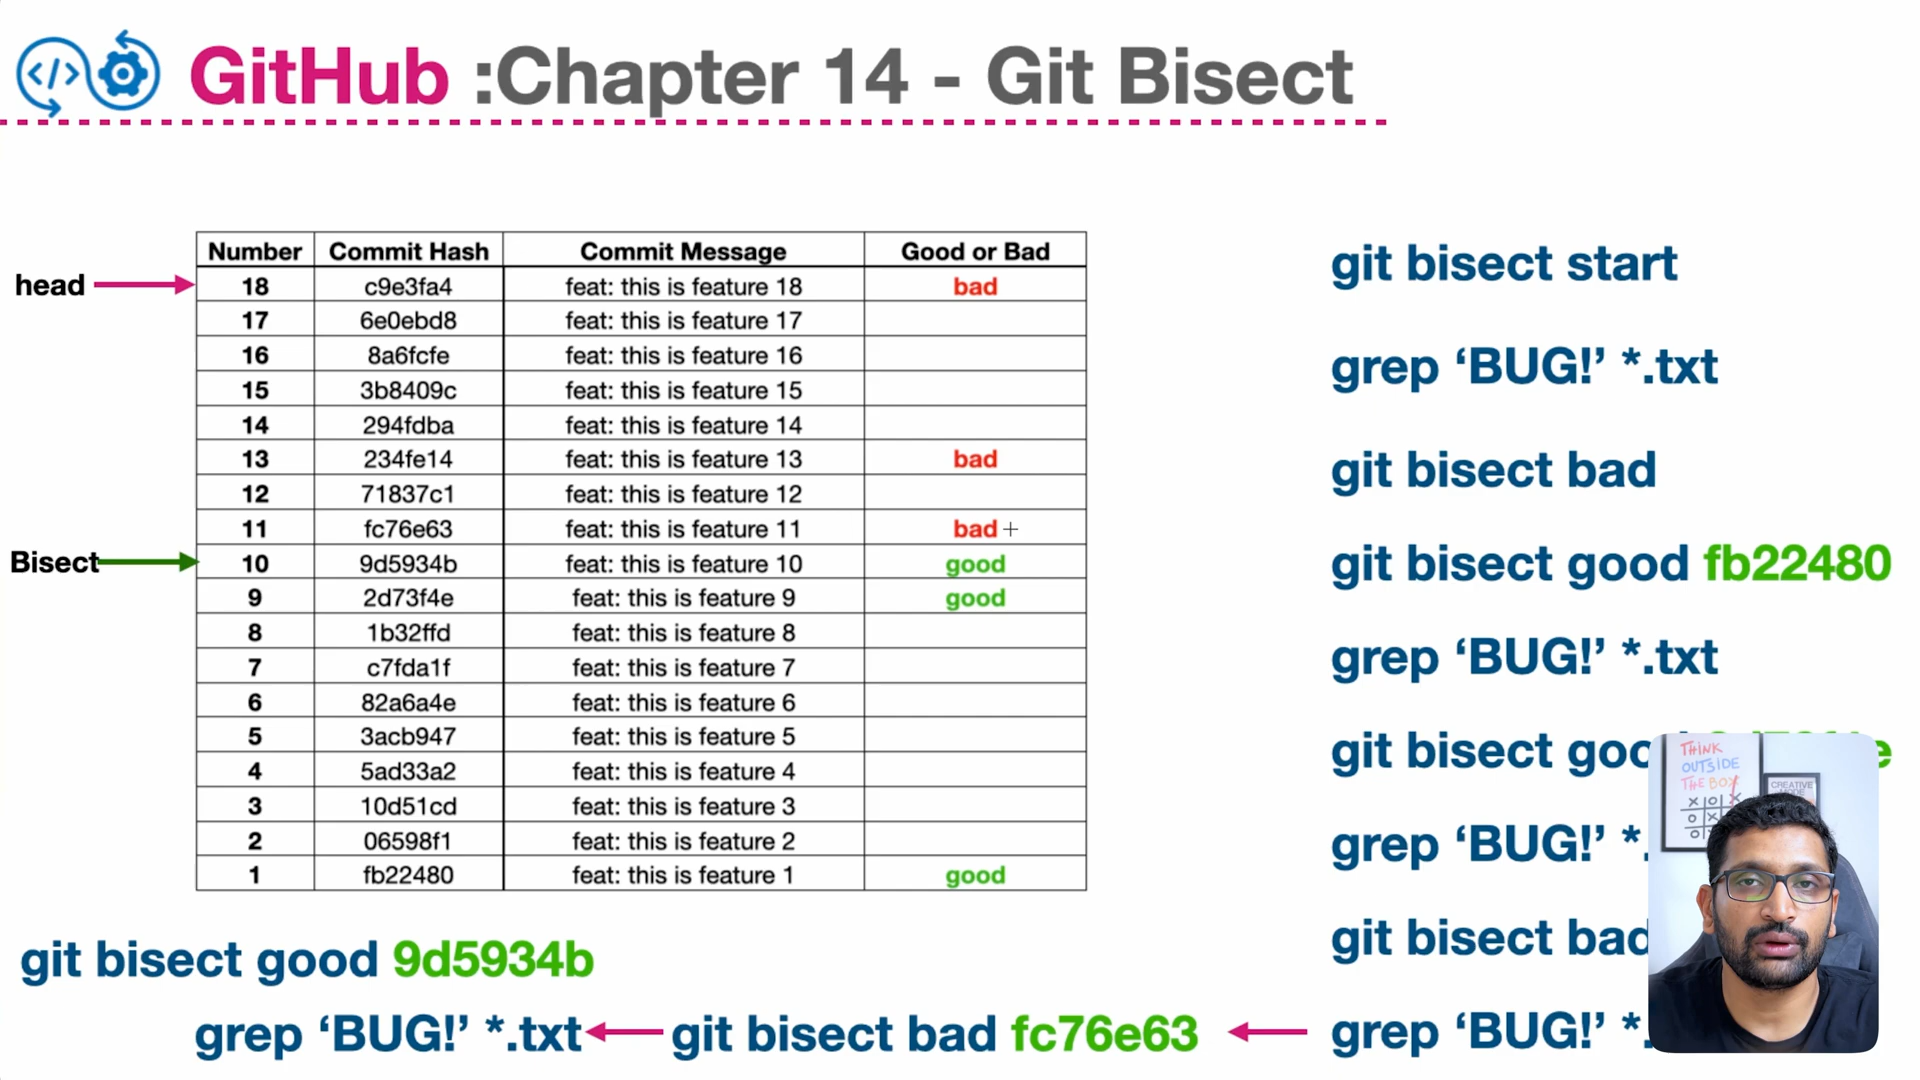 </>
GitHub :Chapter 14 - Git Bisect
Number Commit Hash Commit Message Good or Bad
head 18 c9e3fa4 feat: this is feature 18 bad
17 6e0ebd8 feat: this is feature 17
16 8a6fcfe feat: this is feature 16
15 3b8409c feat: this is feature 15
14 294fdba feat: this is feature 14
13 234fe14 feat: this is feature 13 bad
12 71837c1 feat: this is feature 12
11 fc76e63 feat: this is feature 11 bad
Bisect 10 9d5934b feat: this is feature 10 good
9 2d73f4e feat: this is feature 9 good
8 1b32ffd feat: this is feature 8
7 c7fda1f feat: this is feature 7
6 82a6a4e feat: this is feature 6
5 3acb947 feat: this is feature 5
4 5ad33a2 feat: this is feature 4
3 10d51cd feat: this is feature 3
2 06598f1 feat: this is feature 2
1 fb22480 feat: this is feature 1 good
git bisect start
grep ‘BUG!’ *.txt
git bisect bad
git bisect good fb22480
grep ‘BUG!’ *.txt
git bisect
grep ‘BUG!’ *.
git bisect bad
grep ‘BUG!’ *.
git bisect bad fc76e63
grep ‘BUG!’ *.txt
git bisect good 9d5934b
THINK
OUTSIDE
THE BOX
CREATIVE